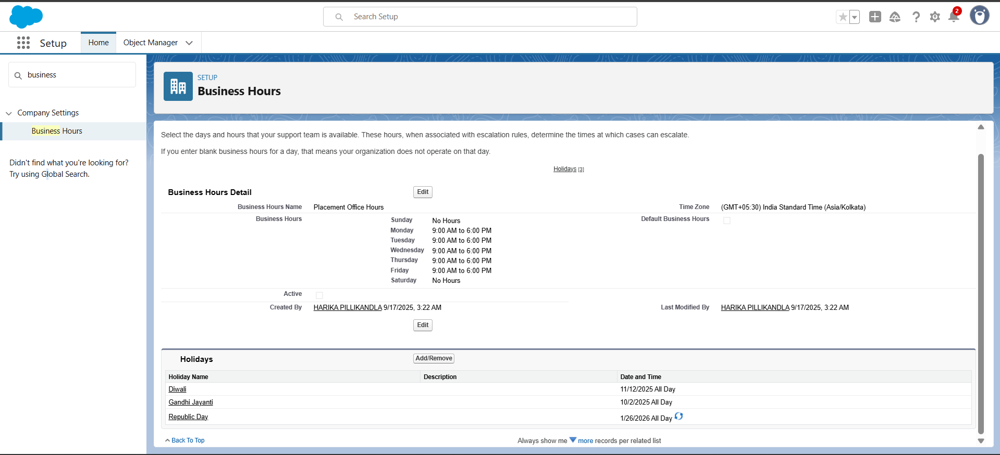 Search Setup
2
Setup
Home
Object Manager
business
Company Settings
Business Hours
Didn't find what you're looking for?
Try using Global Search.
SETUP
Business Hours
Select the days and hours that your support team is available. These hours, when associated with escalation rules, determine the times at which cases can escalate.
If you enter blank business hours for a day, that means your organization does not operate on that day.
Holidays [3]
Business Hours Detail Edit
Business Hours Name Placement Office Hours Time Zone (GMT+05:30) India Standard Time (Asia/Kolkata)
Business Hours Default Business Hours
Sunday No Hours
Monday 9:00 AM to 6:00 PM
Tuesday 9:00 AM to 6:00 PM
Wednesday 9:00 AM to 6:00 PM
Thursday 9:00 AM to 6:00 PM
Friday 9:00 AM to 6:00 PM
Saturday No Hours
Active
Created By HARIKA PILLIKANDLA 9/17/2025, 3:22 AM Last Modified By HARIKA PILLIKANDLA 9/17/2025, 3:22 AM
Edit
Holidays Add/Remove
Holiday Name Description Date and Time
Diwali 11/12/2025 All Day
Gandhi Jayanti 10/2/2025 All Day
Republic Day 1/26/2026 All Day
Back To Top Always show me more records per related list